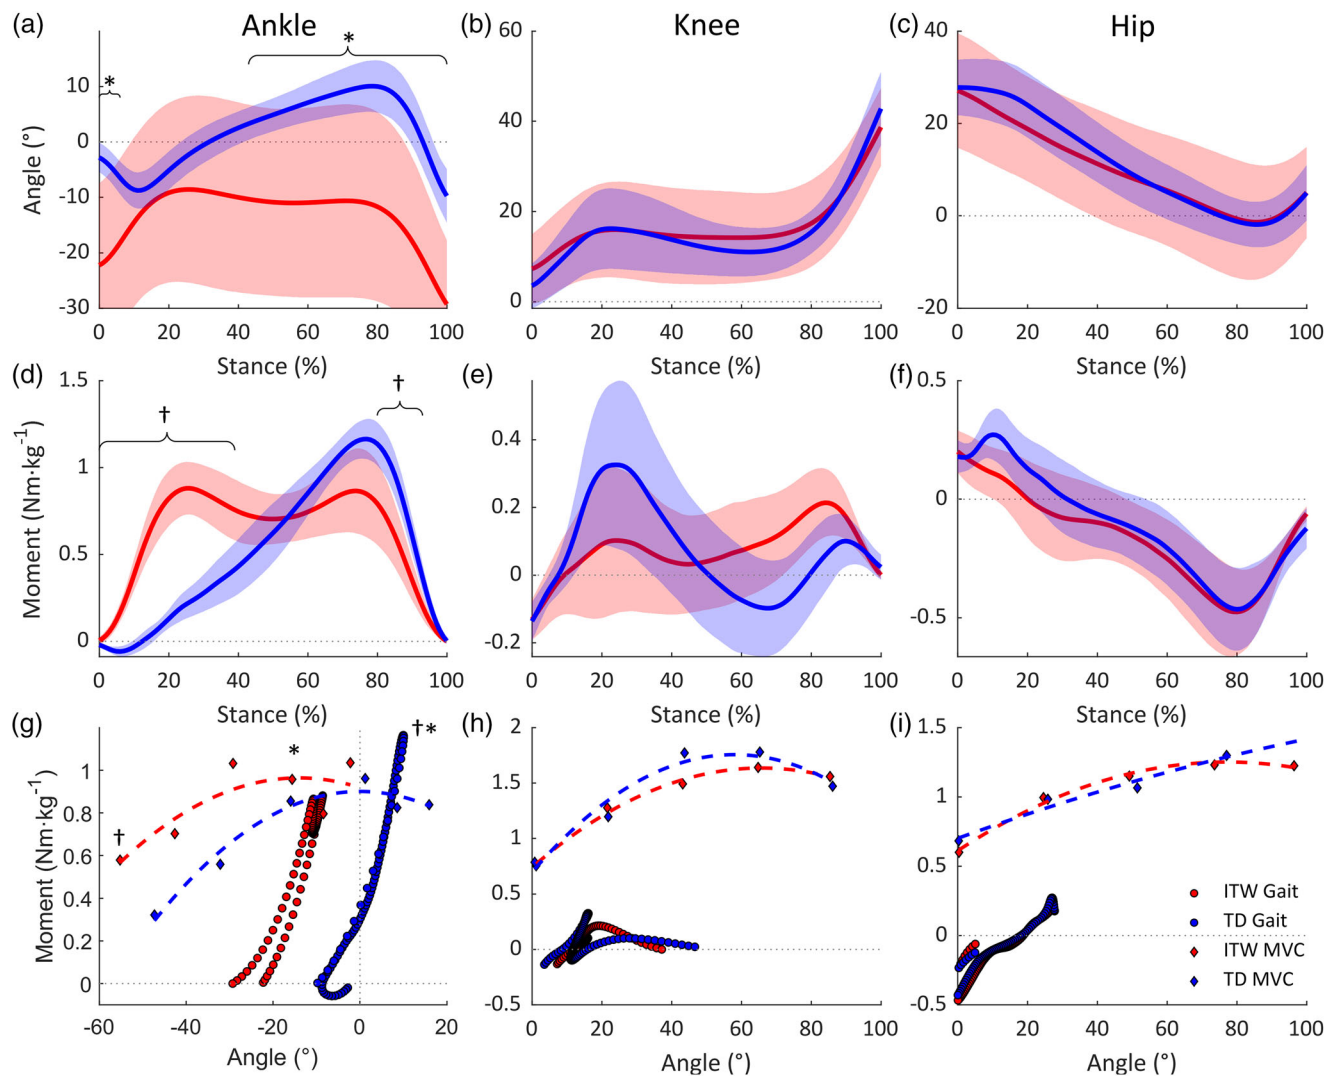 (a) Ankle (b) Knee (c) Hip
60 40
* *
10 40 20
0
-10 20 0
-20
-30 0 -20
Angle (°)
0 20 40 60 80 100 0 20 40 60 80 100 0 20 40 60 80 100
Stance (%) Stance (%) Stance (%)
(d) (e) (f)
1.5 † † 0.5
0.4
1 0
0.2
0.5 0 -0.5
0 -0.2
Moment (Nm·kg-1)
0 20 40 60 80 100 0 20 40 60 80 100 0 20 40 60 80 100
Stance (%) Stance (%) Stance (%)
(g) (h) (i)
* †* 2 1.5
1 1.5 1
0.8
† 0.6 1 0.5
0.4 0.5
0.2 0 0
0 -0.5 -0.5
Moment (Nm·kg-1)
ITW Gait
TD Gait
ITW MVC
TD MVC
-60 -40 -20 0 20 0 20 40 60 80 100 0 20 40 60 80 100
Angle (°) Angle (°) Angle (°)